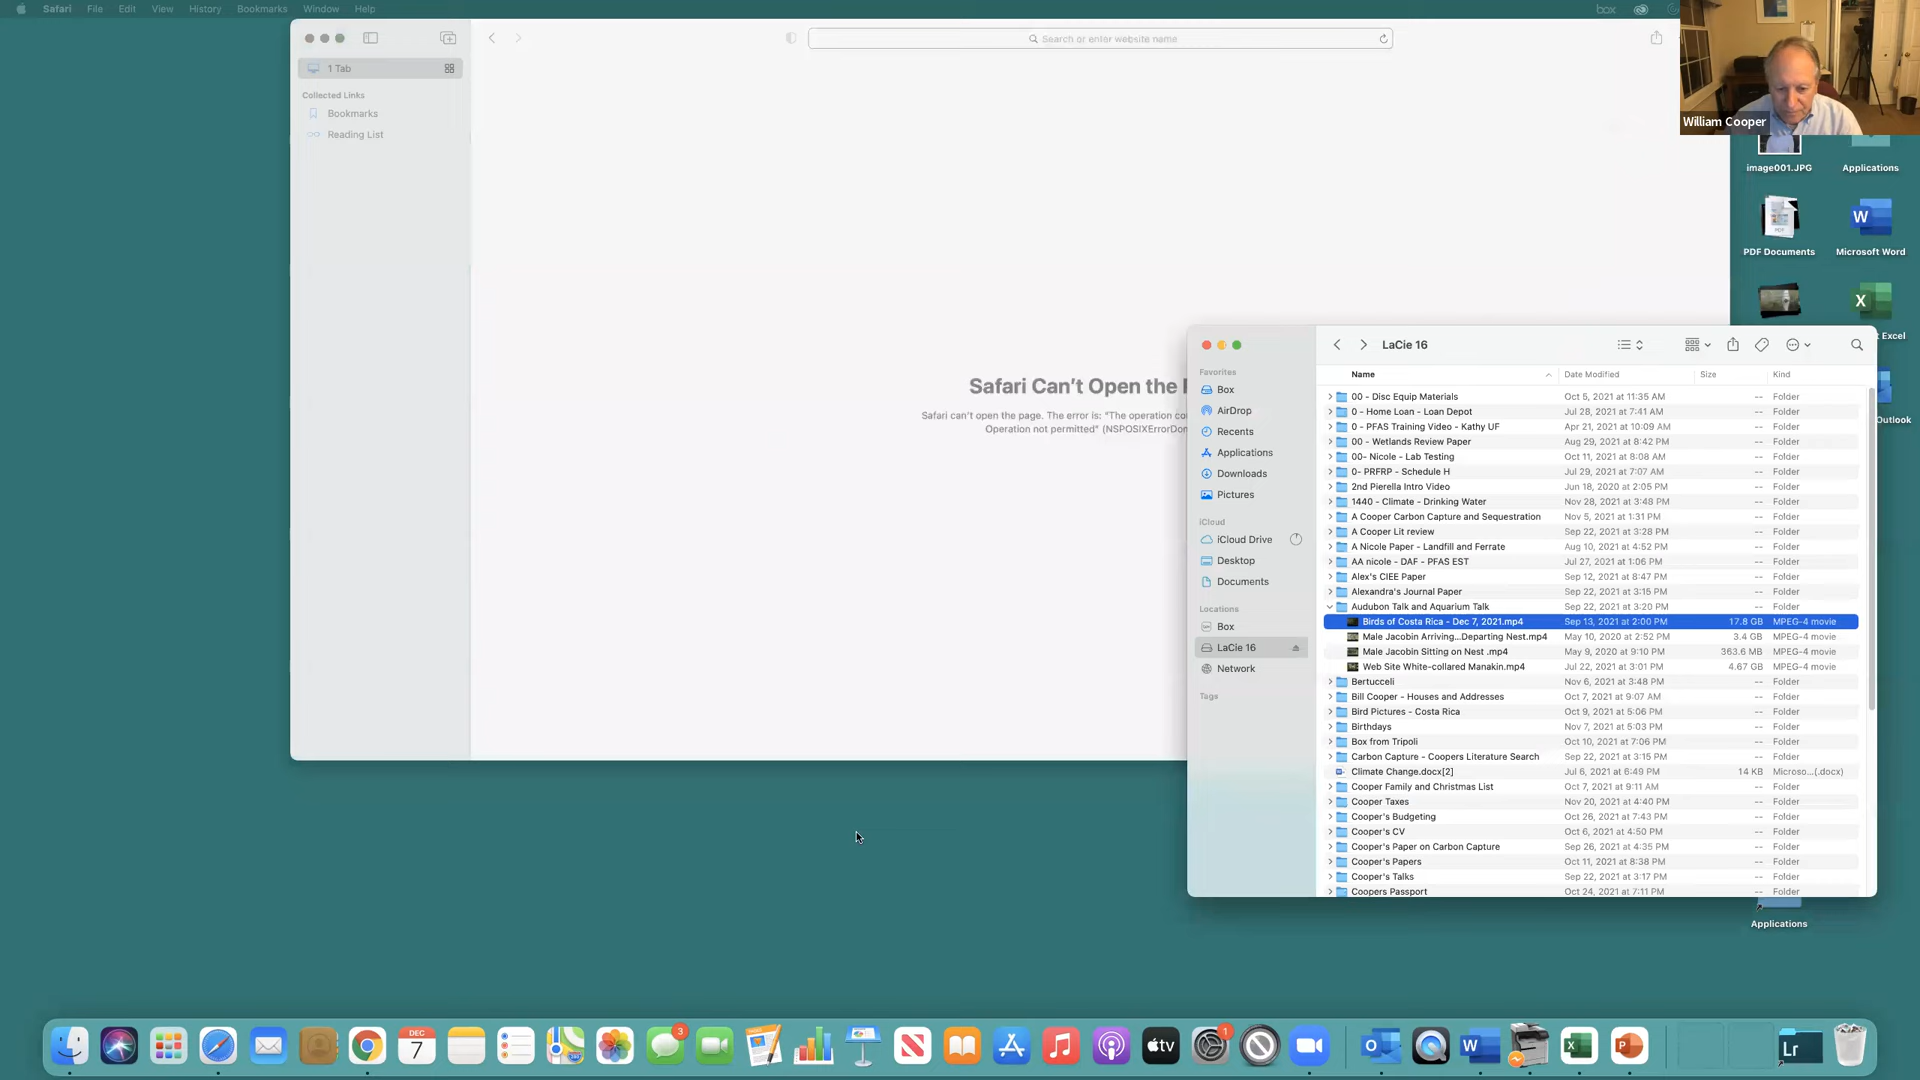 Safari File Edit View History Bookmarks Window Help
box
Search or enter website name
1 Tab
Collected Links
Bookmarks
Reading List
Safari Can't Open the
Safari can't open the page. The error is: "The operation
Operation not permitted" (NSPOSIXErrorDon
William Cooper
image001.JPG
Applications
PDF Documents
Microsoft Word
Excel
Outlook
Applications
LaCie 16
Favorites
Box
AirDrop
Recents
Applications
Downloads
Pictures
iCloud
iCloud Drive
Desktop
Documents
Locations
Box
LaCie 16
Network
Tags
Name Date Modified Size Kind
00 - Disc Equip Materials Oct 5, 2021 at 11:35 AM -- Folder
0 - Home Loan - Loan Depot Jul 28, 2021 at 7:41 AM -- Folder
0 - PFAS Training Video - Kathy UF Apr 21, 2021 at 10:09 AM -- Folder
00 - Wetlands Review Paper Aug 29, 2021 at 8:42 PM -- Folder
00- Nicole - Lab Testing Oct 11, 2021 at 8:08 AM -- Folder
0- PRFRP - Schedule H Jul 29, 2021 at 7:07 AM -- Folder
2nd Pierella Intro Video Jun 18, 2020 at 2:05 PM -- Folder
1440 - Climate - Drinking Water Nov 28, 2021 at 3:48 PM -- Folder
A Cooper Carbon Capture and Sequestration Nov 5, 2021 at 1:31 PM -- Folder
A Cooper Lit review Sep 22, 2021 at 3:28 PM -- Folder
A Nicole Paper - Landfill and Ferrate Aug 10, 2021 at 4:52 PM -- Folder
AA nicole - DAF - PFAS EST Jul 27, 2021 at 1:06 PM -- Folder
Alex's CIEE Paper Sep 12, 2021 at 8:47 PM -- Folder
Alexandra's Journal Paper Sep 22, 2021 at 3:15 PM -- Folder
Audubon Talk and Aquarium Talk Sep 22, 2021 at 3:20 PM -- Folder
Birds of Costa Rica - Dec 7, 2021.mp4 Sep 13, 2021 at 2:00 PM 17.8 GB MPEG-4 movie
Male Jacobin Arriving...Departing Nest.mp4 May 10, 2020 at 2:52 PM 3.4 GB MPEG-4 movie
Male Jacobin Sitting on Nest .mp4 May 9, 2020 at 9:10 PM 363.6 MB MPEG-4 movie
Web Site White-collared Manakin.mp4 Jul 22, 2021 at 3:01 PM 4.67 GB MPEG-4 movie
Bertucceli Nov 6, 2021 at 3:48 PM -- Folder
Bill Cooper - Houses and Addresses Oct 7, 2021 at 9:07 AM -- Folder
Bird Pictures - Costa Rica Oct 9, 2021 at 5:06 PM -- Folder
Birthdays Nov 7, 2021 at 5:03 PM -- Folder
Box from Tripoli Oct 10, 2021 at 7:06 PM -- Folder
Carbon Capture - Coopers Literature Search Sep 22, 2021 at 3:15 PM -- Folder
Climate Change.docx[2] Jul 6, 2021 at 6:49 PM 14 KB Microso...(.docx)
Cooper Family and Christmas List Oct 7, 2021 at 9:11 AM -- Folder
Cooper Taxes Nov 20, 2021 at 4:40 PM -- Folder
Cooper's Budgeting Oct 26, 2021 at 7:43 PM -- Folder
Cooper's CV Oct 6, 2021 at 4:50 PM -- Folder
Cooper's Paper on Carbon Capture Sep 26, 2021 at 4:35 PM -- Folder
Cooper's Papers Oct 11, 2021 at 8:38 PM -- Folder
Cooper's Talks Sep 22, 2021 at 3:17 PM -- Folder
Coopers Passport Oct 24, 2021 at 7:11 PM -- Folder
DEC
7
3
tv
1
W
X
P
Lr